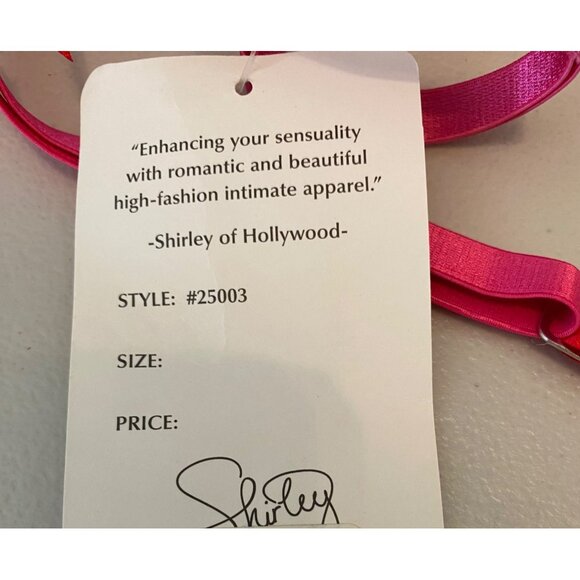 “Enhancing your sensuality
with romantic and beautiful
high-fashion intimate apparel.”
-Shirley of Hollywood-
STYLE: #25003
SIZE:
PRICE:
Shirley